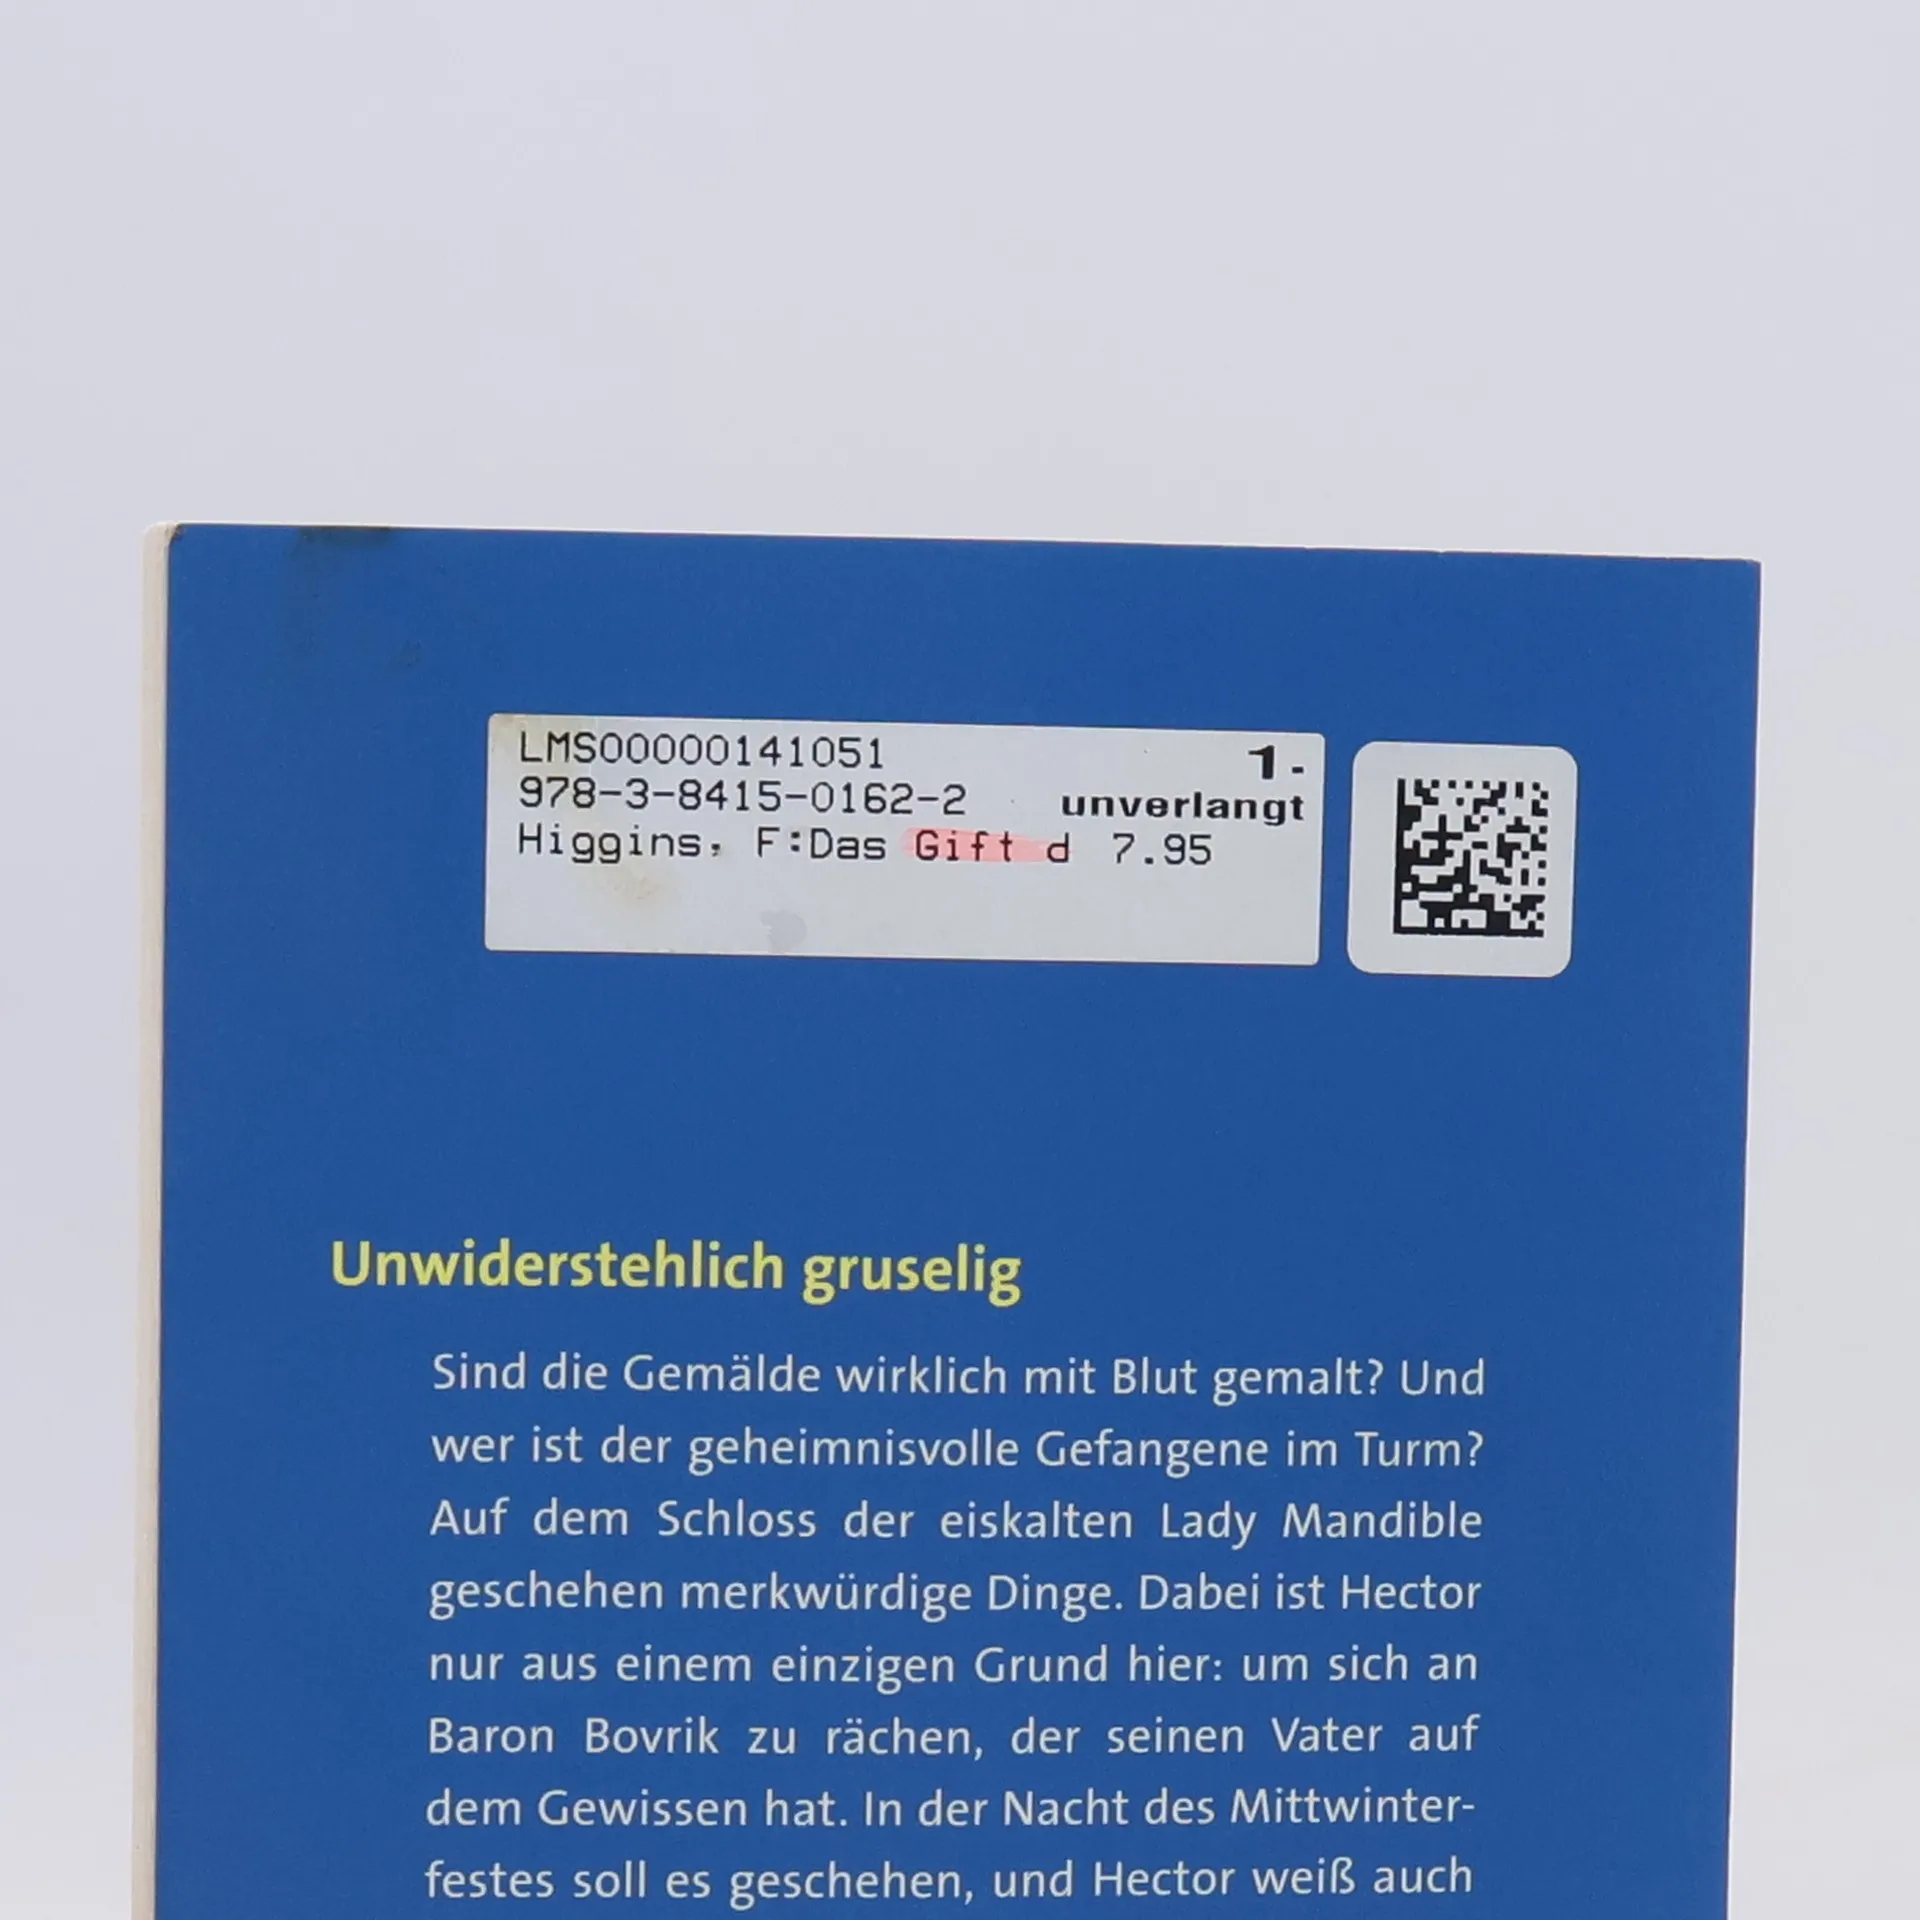 LMS00000141051
1-
978-3-8415-0162-2
unverlangt
Higgins, F:Das Gift d 7.95
Unwiderstehlich gruselig
Sind die Gemälde wirklich mit Blut gemalt? Und
wer ist der geheimnisvolle Gefangene im Turm?
Auf dem Schloss der eiskalten Lady Mandible
geschehen merkwürdige Dinge. Dabei ist Hector
nur aus einem einzigen Grund hier: um sich an
Baron Bovrik zu rächen, der seinen Vater auf
dem Gewissen hat. In der Nacht des Mittwinter-
festes soll es geschehen, und Hector weiß auch